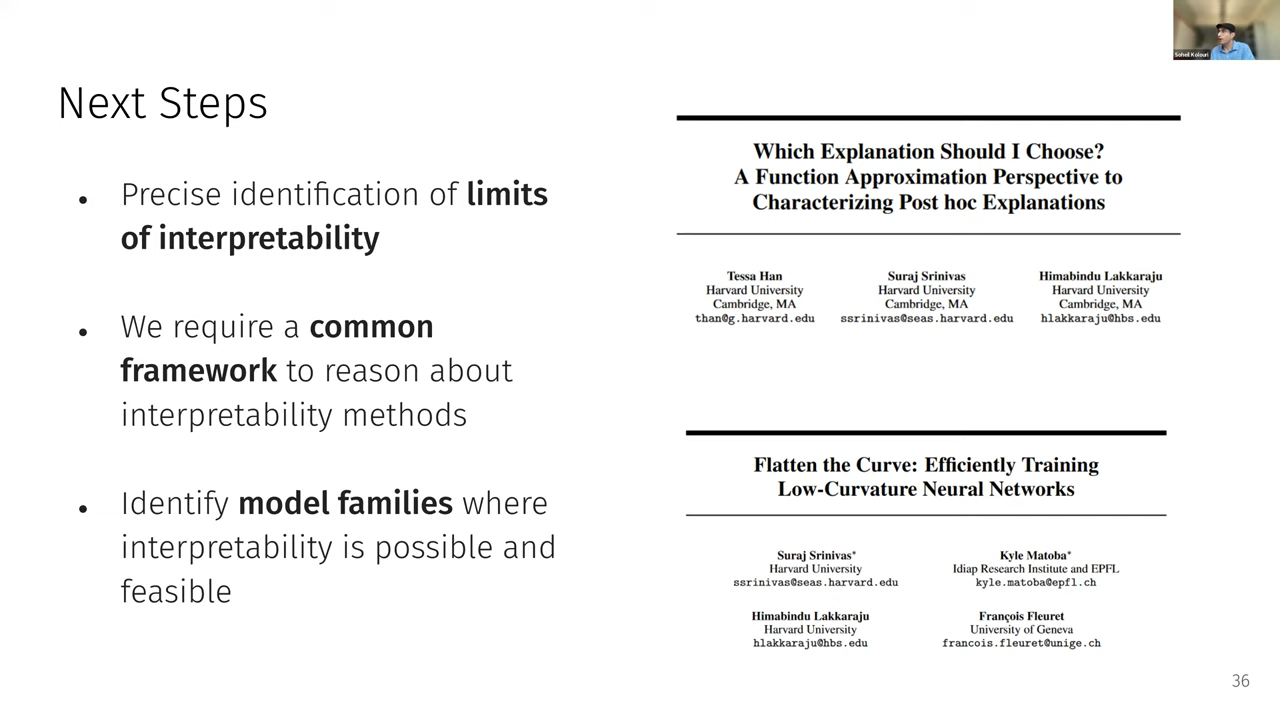 Soheil Kolouri
Next Steps
• Precise identification of limits
of interpretability
• We require a common
framework to reason about
interpretability methods
• Identify model families where
interpretability is possible and
feasible
Which Explanation Should I Choose?
A Function Approximation Perspective to
Characterizing Post hoc Explanations
Tessa Han Suraj Srinivas Himabindu Lakkaraju
Harvard University Harvard University Harvard University
Cambridge, MA Cambridge, MA Cambridge, MA
than@g.harvard.edu ssrinivas@seas.harvard.edu hlakkaraju@hbs.edu
Flatten the Curve: Efficiently Training
Low-Curvature Neural Networks
Suraj Srinivas* Kyle Matoba*
Harvard University Idiap Research Institute and EPFL
ssrinivas@seas.harvard.edu kyle.matoba@epfl.ch
Himabindu Lakkaraju François Fleuret
Harvard University University of Geneva
hlakkaraju@hbs.edu francois.fleuret@unige.ch
36